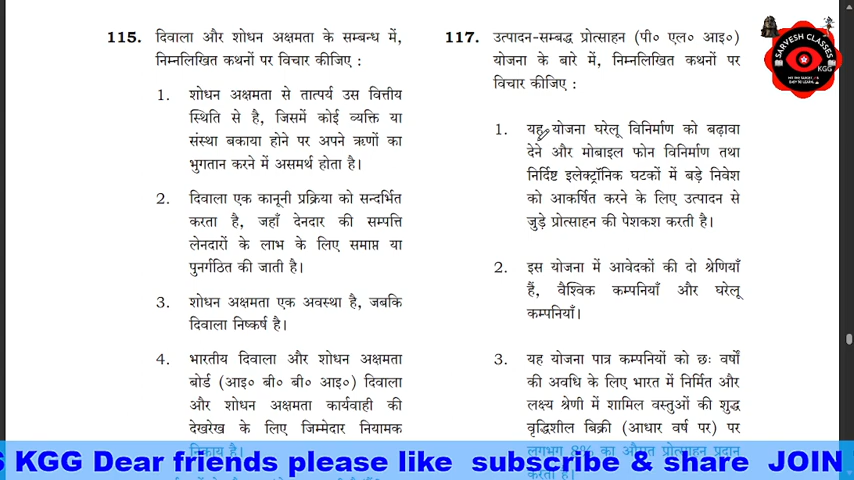 115. दिवाला और शोधन अक्षमता के सम्बन्ध में,
निम्नलिखित कथनों पर विचार कीजिए :
1. शोधन अक्षमता से तात्पर्य उस वित्तीय
स्थिति से है, जिसमें कोई व्यक्ति या
संस्था बकाया होने पर अपने ऋणों का
भुगतान करने में असमर्थ होता है।
2. दिवाला एक कानूनी प्रक्रिया को सन्दर्भित
करता है, जहाँ देनदार की सम्पत्ति
लेनदारों के लाभ के लिए समाप्त या
पुनर्गठित की जाती है।
3. शोधन अक्षमता एक अवस्था है, जबकि
दिवाला निष्कर्ष है।
4. भारतीय दिवाला और शोधन अक्षमता
बोर्ड (आइ० बी० बी० आइ०) दिवाला
और शोधन अक्षमता कार्यवाही की
देखरेख के लिए जिम्मेदार नियामक
निकाय है।
117. उत्पादन-सम्बद्ध प्रोत्साहन (पी० एल० आइ०)
योजना के बारे में, निम्नलिखित कथनों पर
विचार कीजिए :
1. यह योजना घरेलू विनिर्माण को बढ़ावा
देने और मोबाइल फोन विनिर्माण तथा
निर्दिष्ट इलेक्ट्रॉनिक घटकों में बड़े निवेश
को आकर्षित करने के लिए उत्पादन से
जुड़े प्रोत्साहन की पेशकश करती है।
2. इस योजना में आवेदकों की दो श्रेणियाँ
हैं, वैश्विक कम्पनियाँ और घरेलू
कम्पनियाँ।
3. यह योजना पात्र कम्पनियों को छः वर्षों
की अवधि के लिए भारत में निर्मित और
लक्ष्य श्रेणी में शामिल वस्तुओं की शुद्ध
वृद्धिशील बिक्री (आधार वर्ष पर) पर
लगभग 8% का औसत प्रोत्साहन प्रदान
करती है।
SARVESH CLASSES
KGG
S KGG Dear friends please like subscribe & share JOIN